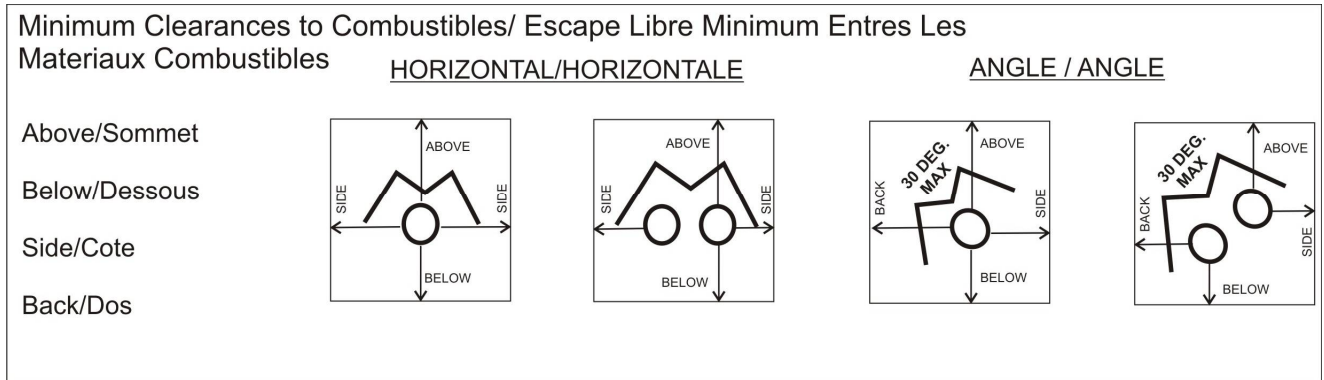 Minimum Clearances to Combustibles/ Escape Libre Minimum Entres Les
Materiaux Combustibles
HORIZONTAL/HORIZONTALE
ANGLE / ANGLE
Above/Sommet
Below/Dessous
Side/Cote
Back/Dos
ABOVE
SIDE
SIDE
BELOW
ABOVE
SIDE
SIDE
BELOW
30 DEG.
MAX
ABOVE
BACK
SIDE
BELOW
30 DEG.
MAX
ABOVE
BACK
SIDE
BELOW